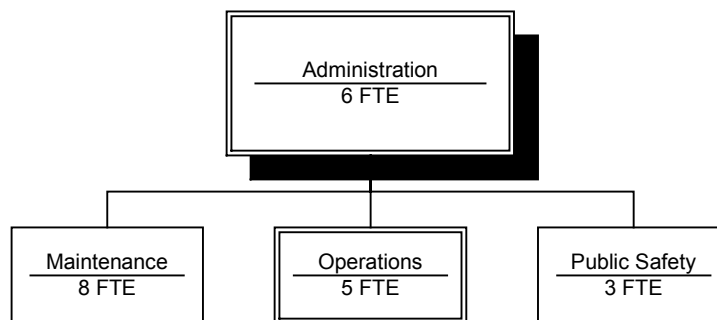 Administration
6 FTE
Maintenance
8 FTE
Operations
5 FTE
Public Safety
3 FTE